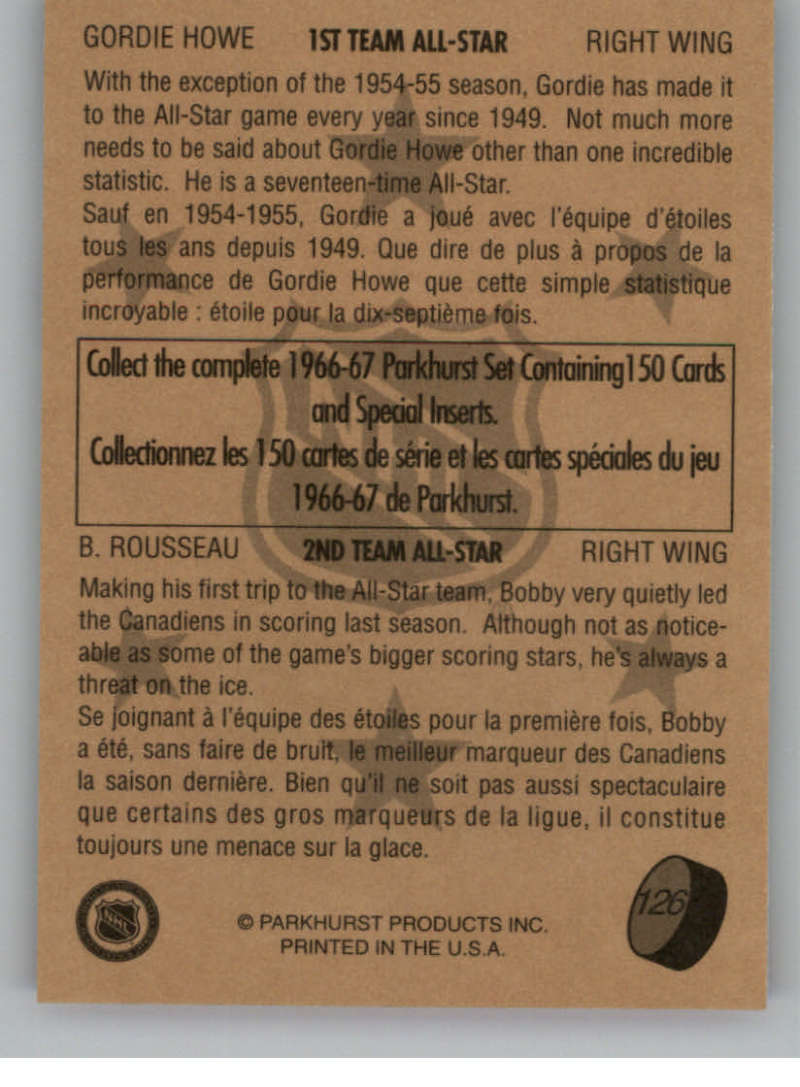 GORDIE HOWE 1ST TEAM ALL-STAR RIGHT WING
With the exception of the 1954-55 season, Gordie has made it
to the All-Star game every year since 1949. Not much more
needs to be said about Gordie Howe other than one incredible
statistic. He is a seventeen-time All-Star.
Sauf en 1954-1955, Gordie a joué avec l'équipe d'étoiles
tous les ans depuis 1949. Que dire de plus à propos de la
performance de Gordie Howe que cette simple statistique
incroyable : étoile pour la dix-septième fois.
Collect the complete 1966-67 Parkhurst Set Containing150 Cards
and Special Inserts.
Collectionnez les 150 cartes de série et les cartes spéciales du jeu
1966-67 de Parkhurst.
B. ROUSSEAU 2ND TEAM ALL-STAR RIGHT WING
Making his first trip to the All-Star team, Bobby very quietly led
the Canadiens in scoring last season. Although not as notice-
able as some of the game's bigger scoring stars, he's always a
threat on the ice.
Se joignant à l'équipe des étoiles pour la première fois, Bobby
a été, sans faire de bruit, le meilleur marqueur des Canadiens
la saison dernière. Bien qu'il ne soit pas aussi spectaculaire
que certains des gros marqueurs de la ligue, il constitue
toujours une menace sur la glace.
126
NHL
© PARKHURST PRODUCTS INC.
PRINTED IN THE U.S.A.